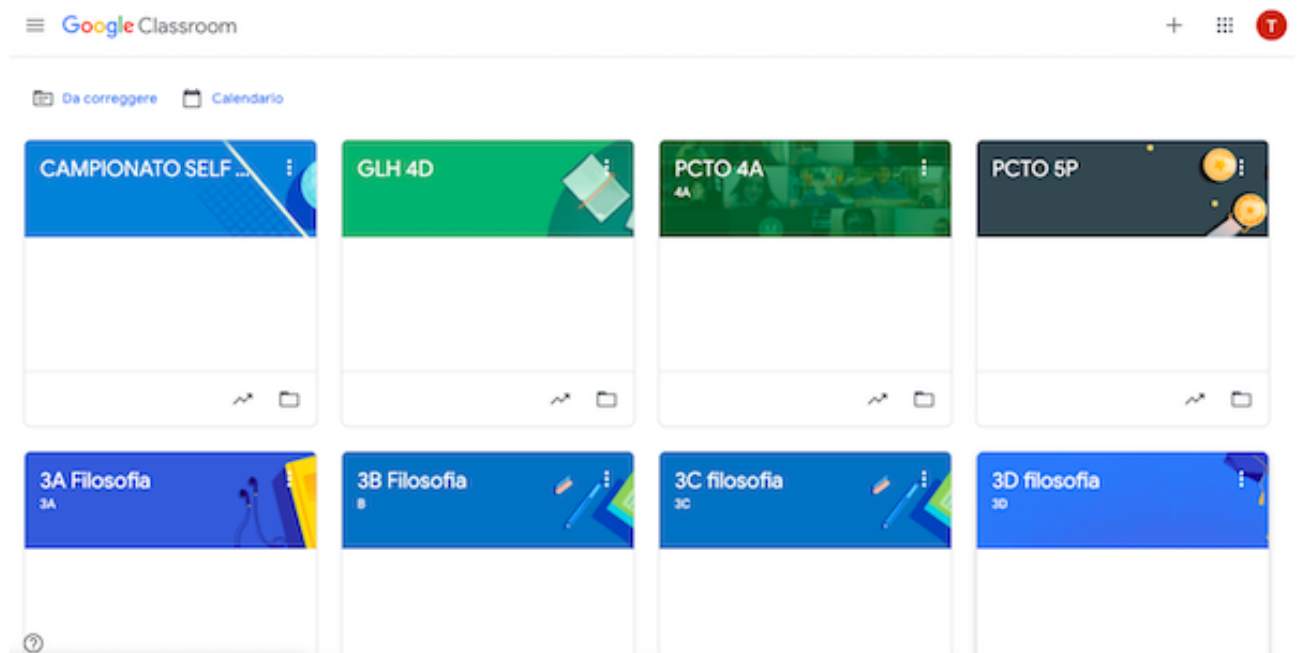 Google Classroom
T
Da correggere
Calendario
CAMPIONATO SELF ...
GLH 4D
PCTO 4A
4A
PCTO 5P
3A Filosofia
3A
3B Filosofia
B
3C filosofia
3C
3D filosofia
3D